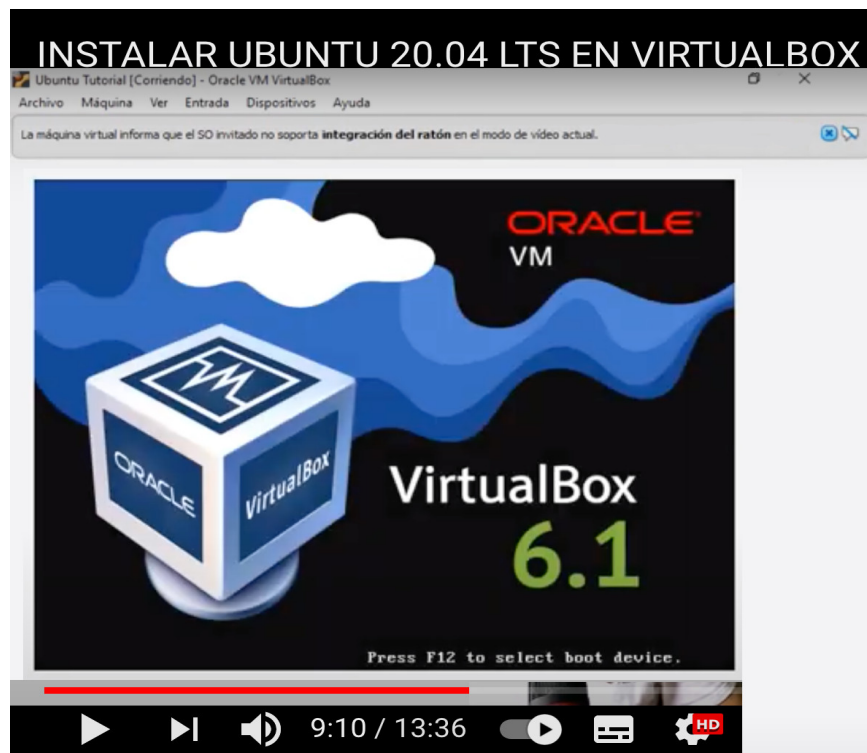 INSTALAR UBUNTU 20.04 LTS EN VIRTUALBOX
Ubuntu Tutorial [Corriendo] - Oracle VM VirtualBox
Archivo Máquina Ver Entrada Dispositivos Ayuda
La máquina virtual informa que el SO invitado no soporta integración del ratón en el modo de vídeo actual.
ORACLE
VM
ORACLE
VirtualBox
VirtualBox
6.1
Press F12 to select boot device.
9:10 / 13:36
HD